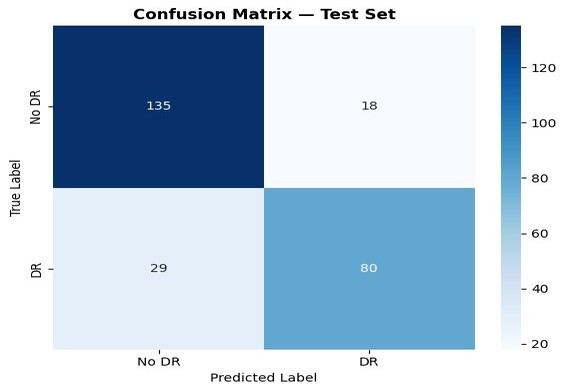 Confusion Matrix — Test Set
True Label
No DR
135
18
DR
29
80
No DR
DR
Predicted Label
120
100
80
60
40
20